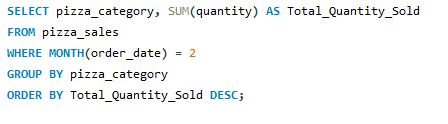 SELECT pizza_category, SUM(quantity) AS Total_Quantity_Sold
FROM pizza_sales
WHERE MONTH(order_date) = 2
GROUP BY pizza_category
ORDER BY Total_Quantity_Sold DESC;